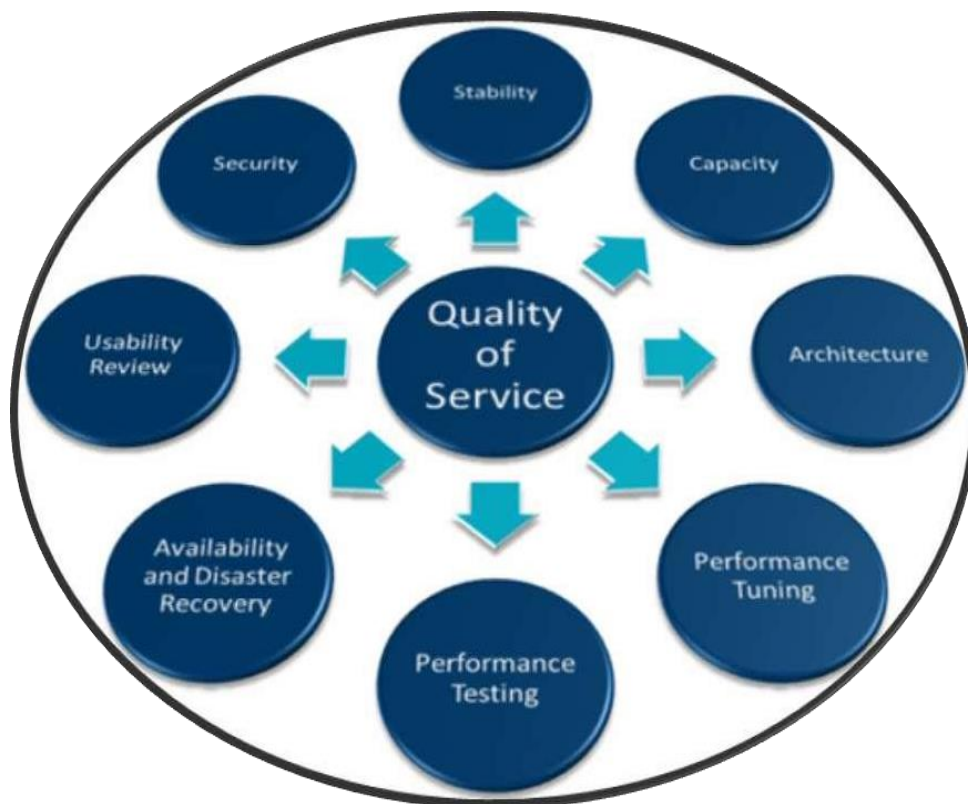 Stability
Security
Capacity
Quality
of
Service
Usability
Review
Architecture
Availability
and Disaster
Recovery
Performance
Tuning
Performance
Testing